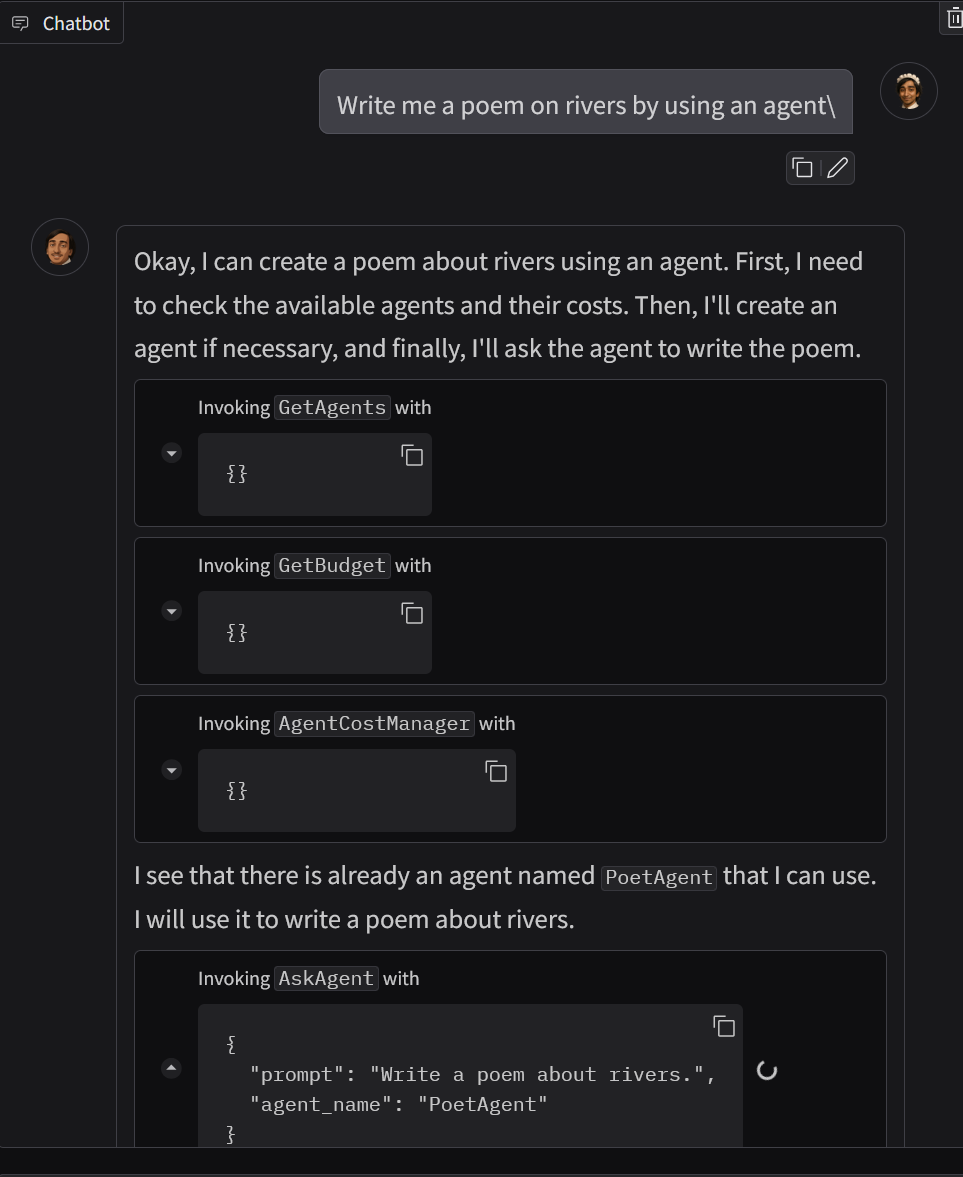 Chatbot
Write me a poem on rivers by using an agent\
Okay, I can create a poem about rivers using an agent. First, I need
to check the available agents and their costs. Then, I'll create an
agent if necessary, and finally, I'll ask the agent to write the poem.
Invoking GetAgents with
{}
Invoking GetBudget with
{}
Invoking AgentCostManager with
{}
I see that there is already an agent named PoetAgent that I can use.
I will use it to write a poem about rivers.
Invoking AskAgent with
{
"prompt": "Write a poem about rivers.",
"agent_name": "PoetAgent"
}